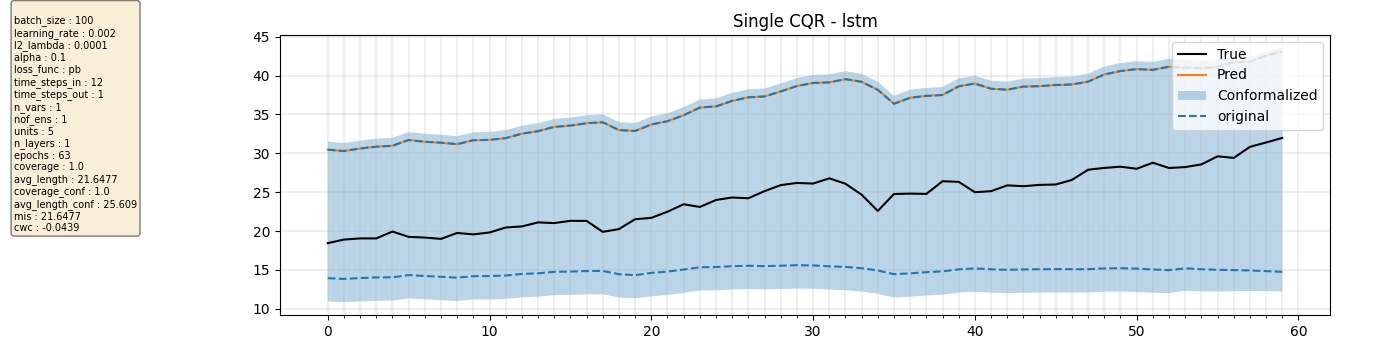 batch_size : 100
learning_rate : 0.002
l2_lambda : 0.0001
alpha : 0.1
loss_func : pb
time_steps_in : 12
time_steps_out : 1
n_vars : 1
nof_ens : 1
units : 5
n_layers : 1
epochs : 63
coverage : 1.0
avg_length : 21.6477
coverage_conf : 1.0
avg_length_conf : 25.609
mis : 21.6477
cwc : -0.0439
Single CQR - lstm
45
40
35
30
25
20
15
10
True
Pred
Conformalized
original
0 10 20 30 40 50 60